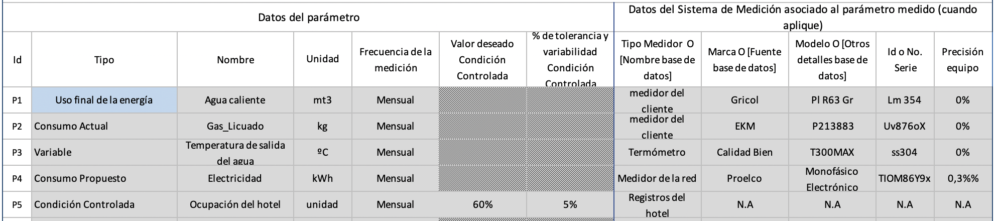 Datos del parámetro
Datos del Sistema de Medición asociado al parámetro medido (cuando
aplique)
Id
Tipo
Nombre
Unidad
Frecuencia de la
medición
Valor deseado
Condición
Controlada
% de tolerancia y
variabilidad
Condición
Controlada
Tipo Medidor O
[Nombre base de
datos]
Marca O [Fuente
base de datos]
Modelo O [Otros
detalles base de
datos]
Id o No.
Serie
Precisión
equipo
P1
Uso final de la energía
Agua caliente
mt3
Mensual
medidor del
cliente
Gricol
Pl R63 Gr
Lm 354
0%
P2
Consumo Actual
Gas_Licuado
kg
Mensual
medidor del
cliente
EKM
P213883
Uv876oX
0%
P3
Variable
Temperatura de salida
del agua
ºC
Mensual
Termómetro
Calidad Bien
T300MAX
ss304
0%
P4
Consumo Propuesto
Electricidad
kWh
Mensual
Medidor de la red
Proelco
Monofásico
Electrónico
TIOM86Y9x
0,3%%
P5
Condición Controlada
Ocupación del hotel
unidad
Mensual
60%
5%
Registros del
hotel
N.A
N.A
N.A
N.A